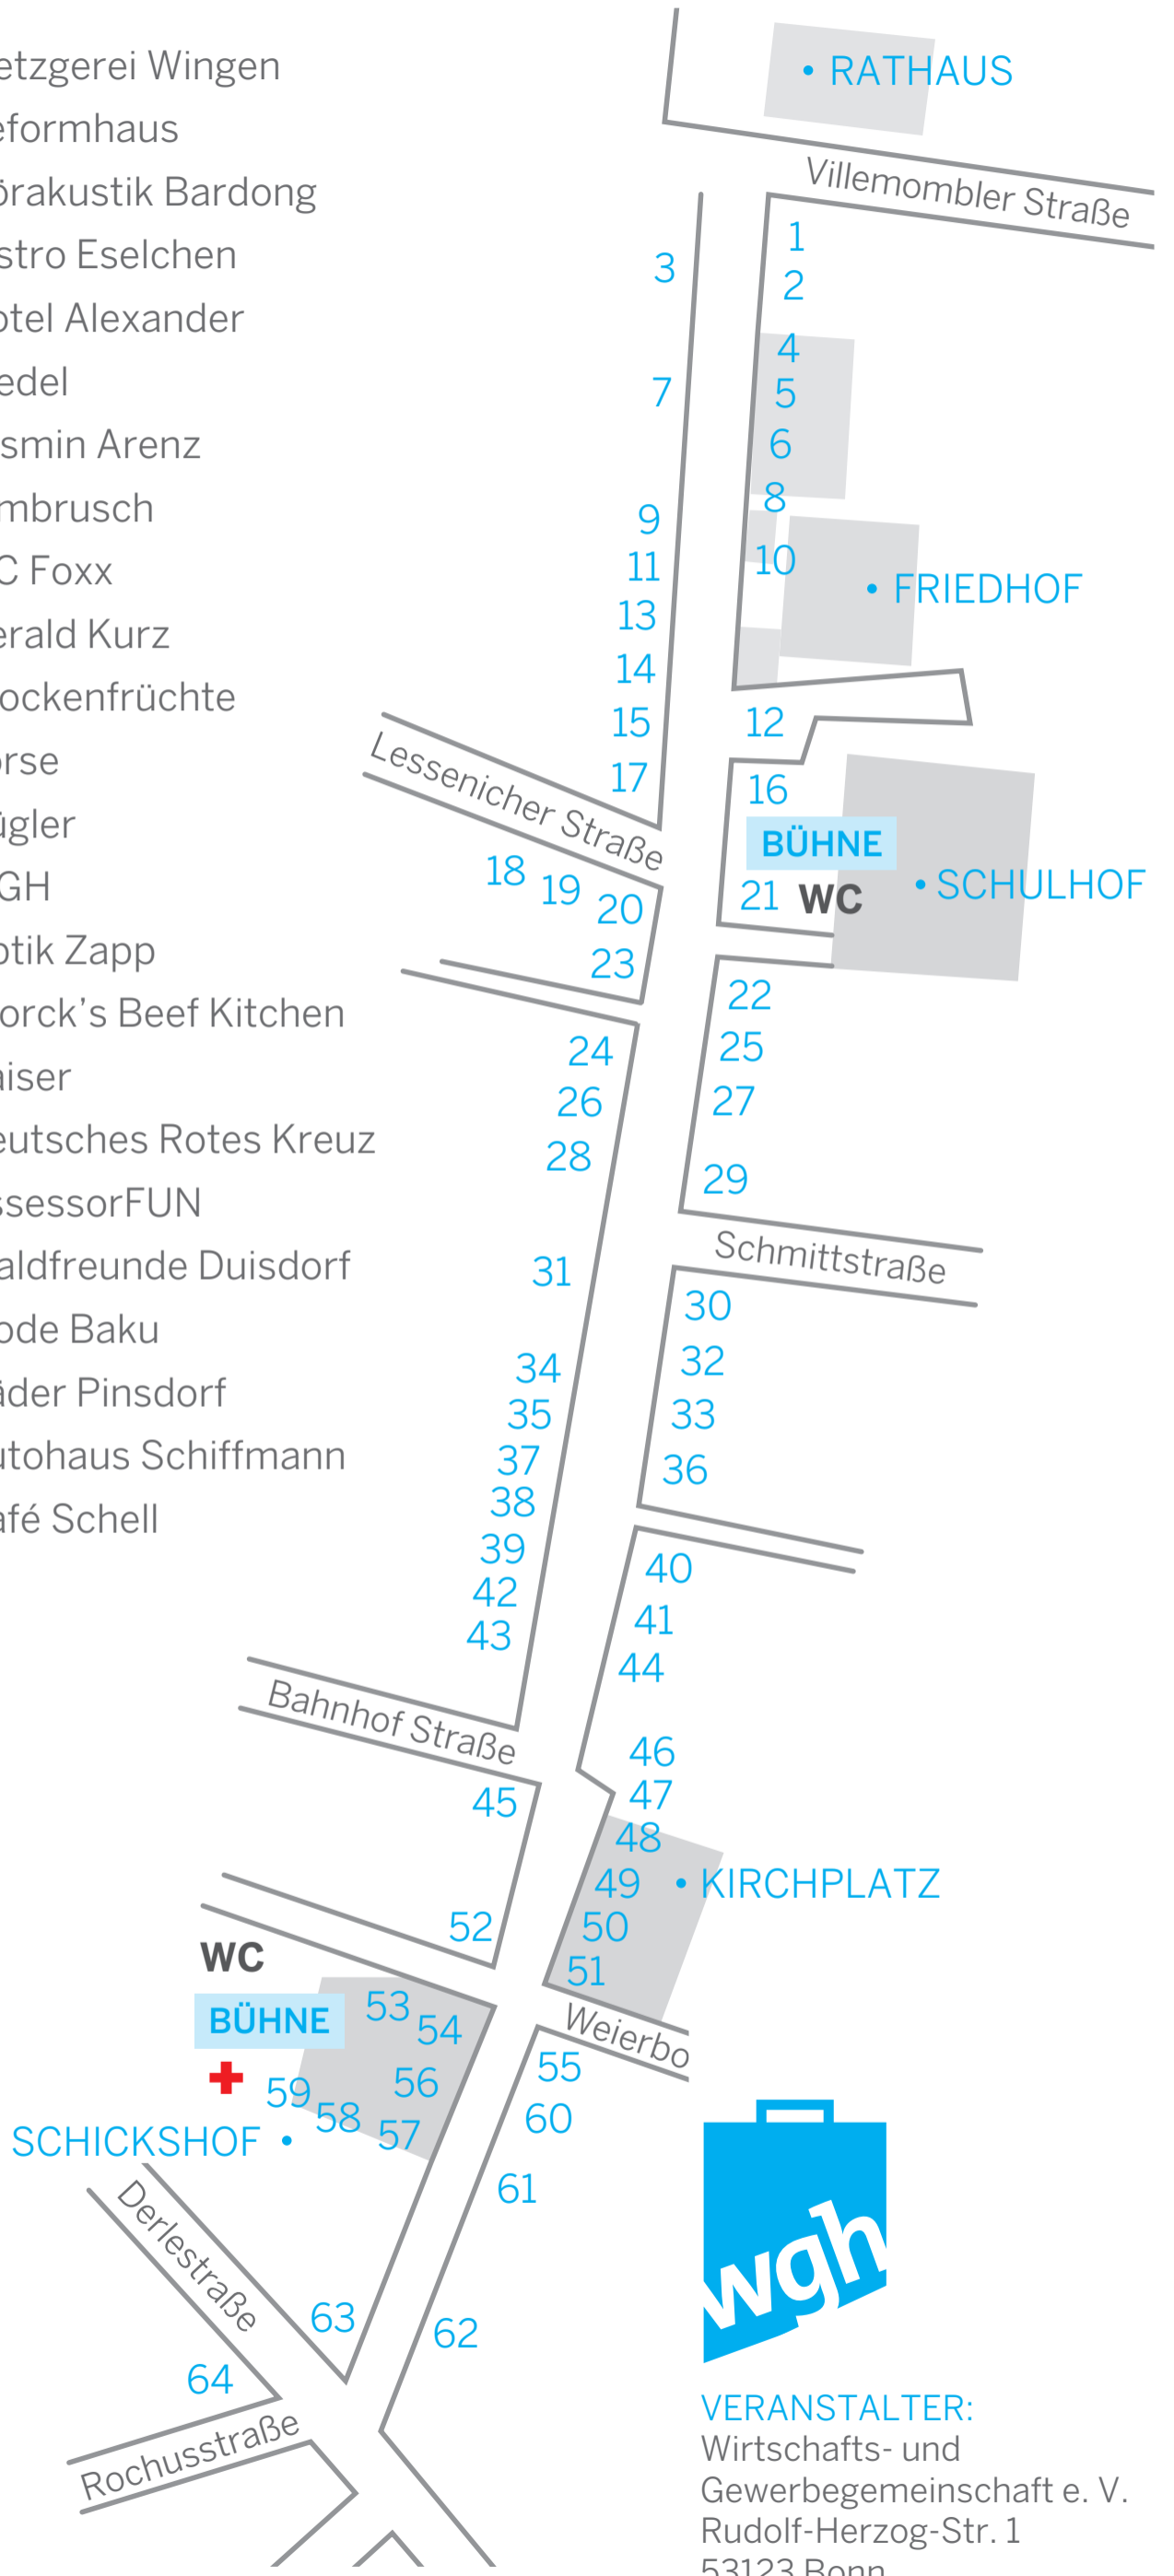 etzgerei Wingen
eformhaus
örakustik Bardong
stro Eselchen
otel Alexander
edel
smin Arenz
mbrusch
C Foxx
erald Kurz
ockenfrüchte
örse
ügler
GH
ptik Zapp
orck's Beef Kitchen
aiser
eutsches Rotes Kreuz
ssessorFUN
aldfreunde Duisdorf
ode Baku
äder Pinsdorf
utohaus Schiffmann
afé Schell
• RATHAUS
Villemombler Straße
1
3
2
4
7
5
6
8
9
10
11
• FRIEDHOF
13
14
15
12
17
16
Lessenicher Straße
BÜHNE
18
19
20
21
WC
• SCHULHOF
23
22
24
25
26
27
28
29
Schmittstraße
31
30
34
32
35
33
37
36
38
39
40
42
41
43
44
Bahnhof Straße
46
45
47
48
49
• KIRCHPLATZ
52
50
WC
51
53
BÜHNE
54
Weierbo
55
59
56
60
58
57
SCHICKSHOF •
61
Derlestraße
63
62
64
Rochusstraße
wgh
VERANSTALTER:
Wirtschafts- und
Gewerbegemeinschaft e. V.
Rudolf-Herzog-Str. 1
53123 Bonn